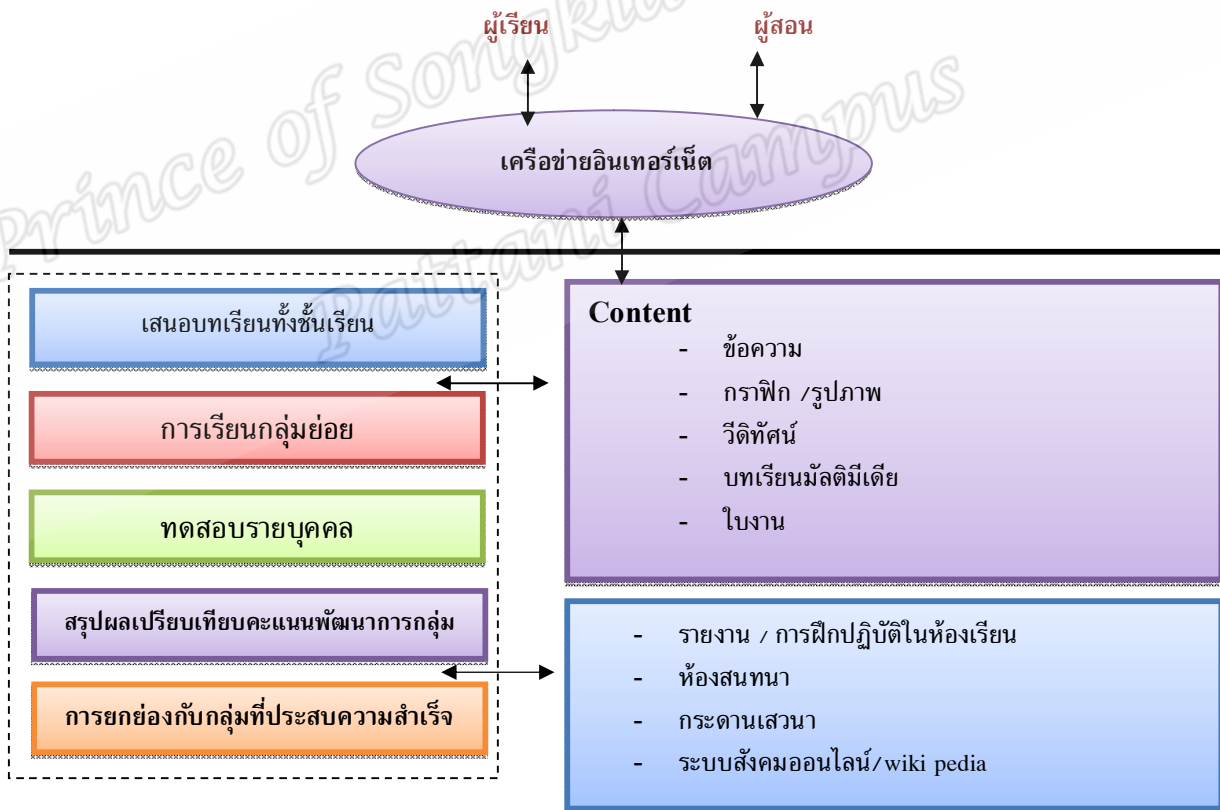 ผู้เรียน ผู้สอน
เครือข่ายอินเทอร์เน็ต
เสนอบทเรียนทั้งชั้นเรียน
การเรียนกลุ่มย่อย
ทดสอบรายบุคคล
สรุปผลเปรียบเทียบคะแนนพัฒนาการกลุ่ม
การยกย่องกับกลุ่มที่ประสบความสำเร็จ
Content
- ข้อความ
- กราฟิก /รูปภาพ
- วีดิทัศน์
- บทเรียนมัลติมีเดีย
- ใบงาน
- รายงาน / การฝึกปฏิบัติในห้องเรียน
- ห้องสนทนา
- กระดานเสวนา
- ระบบสังคมออนไลน์/wiki pedia
Prince of Songkla
Pattani Campus